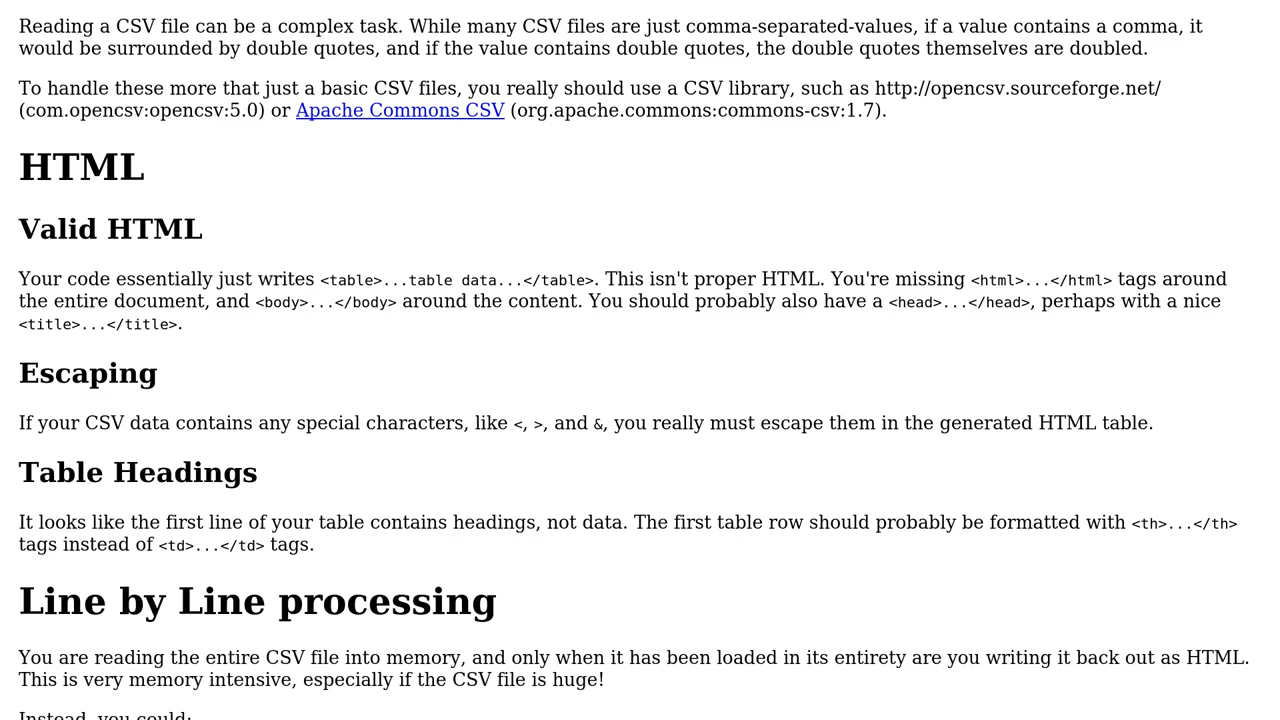 Reading a CSV file can be a complex task. While many CSV files are just comma-separated-values, if a value contains a comma, it
would be surrounded by double quotes, and if the value contains double quotes, the double quotes themselves are doubled.
To handle these more that just a basic CSV files, you really should use a CSV library, such as http://opencsv.sourceforge.net/
(com.opencsv:opencsv:5.0) or Apache Commons CSV (org.apache.commons:commons-csv:1.7).
HTML
Valid HTML
Your code essentially just writes <table>...table data...</table>. This isn't proper HTML. You're missing <html>...</html> tags around
the entire document, and <body>...</body> around the content. You should probably also have a <head>...</head>, perhaps with a nice
<title>...</title>.
Escaping
If your CSV data contains any special characters, like <, >, and &, you really must escape them in the generated HTML table.
Table Headings
It looks like the first line of your table contains headings, not data. The first table row should probably be formatted with <th>...</th>
tags instead of <td>...</td> tags.
Line by Line processing
You are reading the entire CSV file into memory, and only when it has been loaded in its entirety are you writing it back out as HTML.
This is very memory intensive, especially if the CSV file is huge!
Instead, you could: